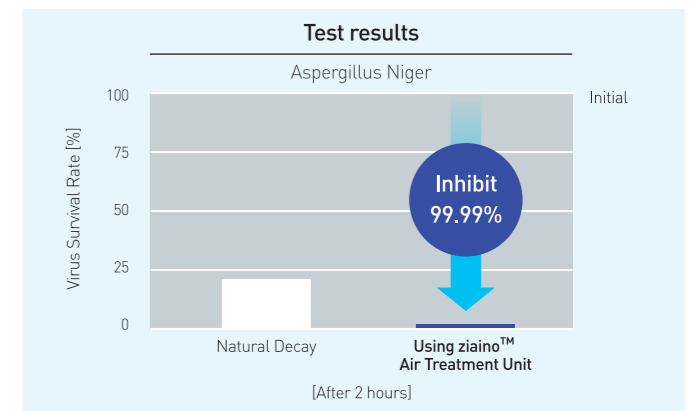 Test results
Aspergillus Niger
Virus Survival Rate [%]
100
75
50
25
0
Initial
Inhibit
99.99%
Natural Decay
Using ziaino™
Air Treatment Unit
[After 2 hours]